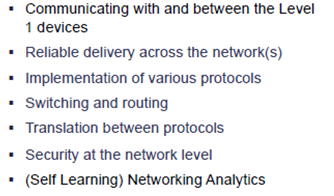 ▪ Communicating with and between the Level
1 devices
▪ Reliable delivery across the network(s)
▪ Implementation of various protocols
▪ Switching and routing
▪ Translation between protocols
▪ Security at the network level
▪ (Self Learning) Networking Analytics